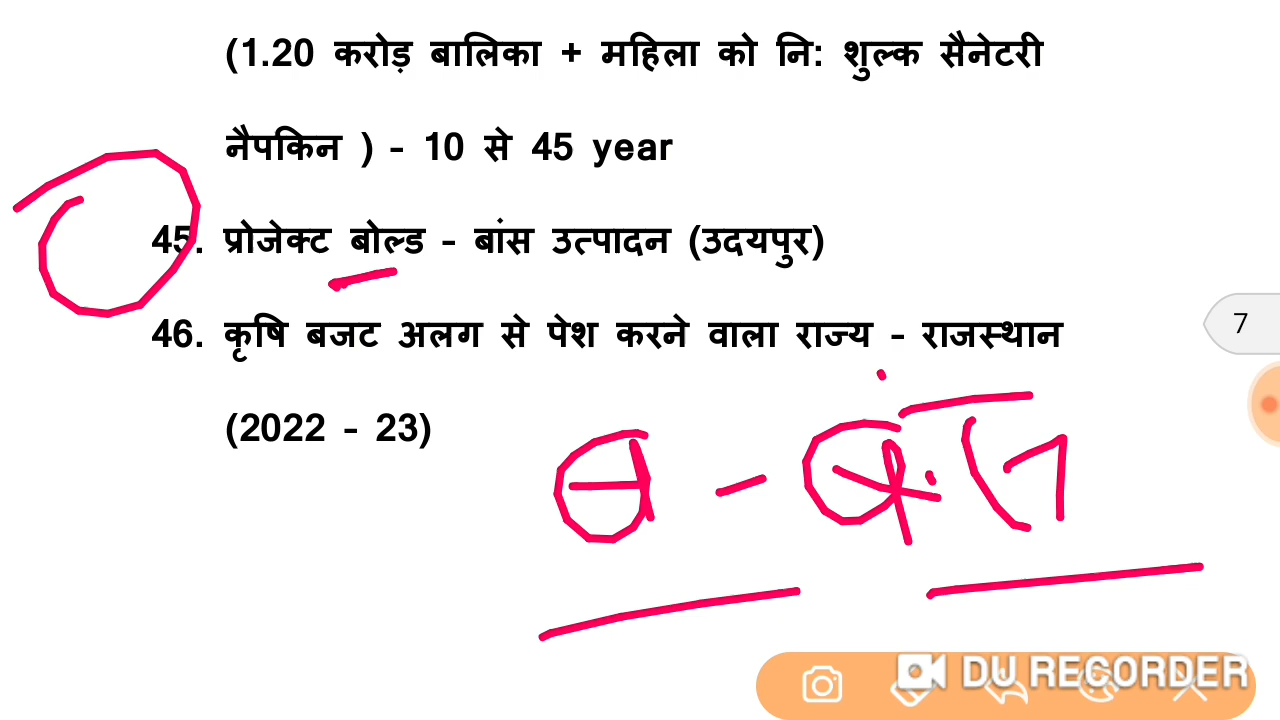 (1.20 करोड़ बालिका + महिला को नि: शुल्क सैनेटरी
नैपकिन ) - 10 से 45 year
45. प्रोजेक्ट बोल्ड - बांस उत्पादन (उदयपुर)
46. कृषि बजट अलग से पेश करने वाला राज्य - राजस्थान
(2022 - 23)
7
DU RECORDER